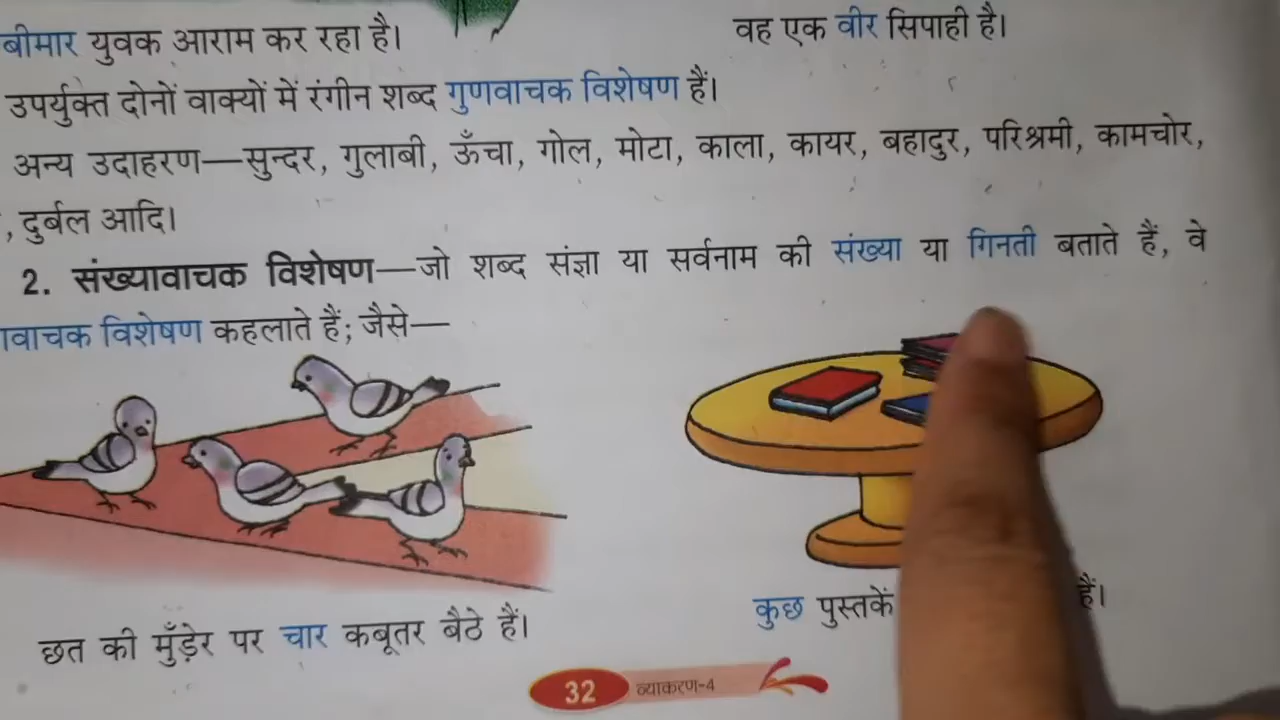 बीमार युवक आराम कर रहा है।
वह एक वीर सिपाही है।
उपर्युक्त दोनों वाक्यों में रंगीन शब्द गुणवाचक विशेषण हैं।
अन्य उदाहरण—सुन्दर, गुलाबी, ऊँचा, गोल, मोटा, काला, कायर, बहादुर, परिश्रमी, कामचोर,
, दुर्बल आदि।
2. संख्यावाचक विशेषण—जो शब्द संज्ञा या सर्वनाम की संख्या या गिनती बताते हैं, वे
वाचक विशेषण कहलाते हैं; जैसे—
छत की मुँड़ेर पर चार कबूतर बैठे हैं।
कुछ पुस्तकें हैं।
32 व्याकरण-4